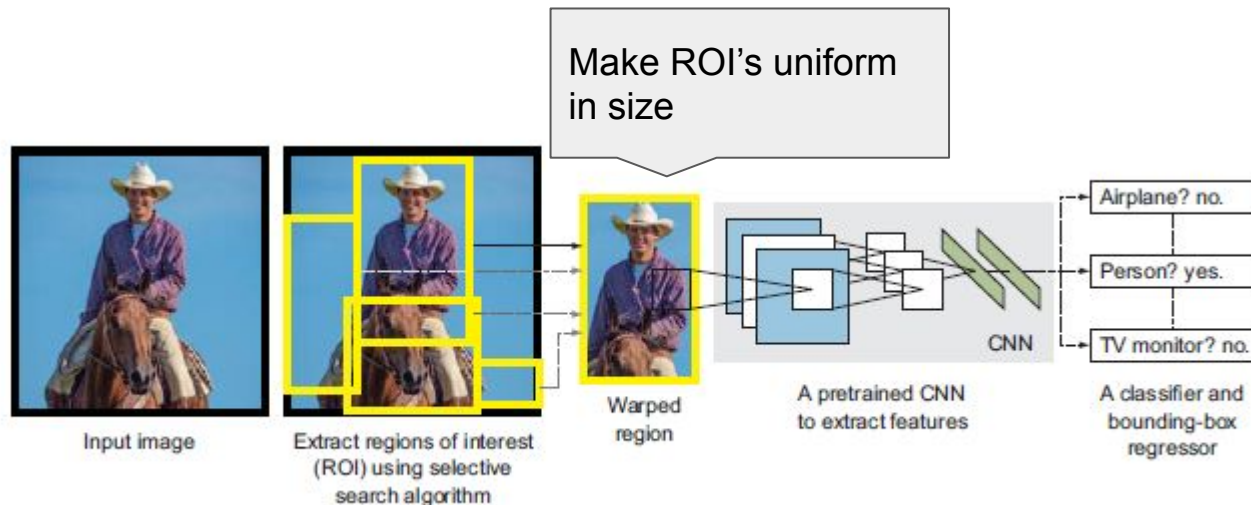 Make ROI's uniform
in size
Input image
Extract regions of interest
(ROI) using selective
search algorithm
Warped
region
CNN
A pretrained CNN
to extract features
Airplane? no.
Person? yes.
TV monitor? no.
A classifier and
bounding-box
regressor